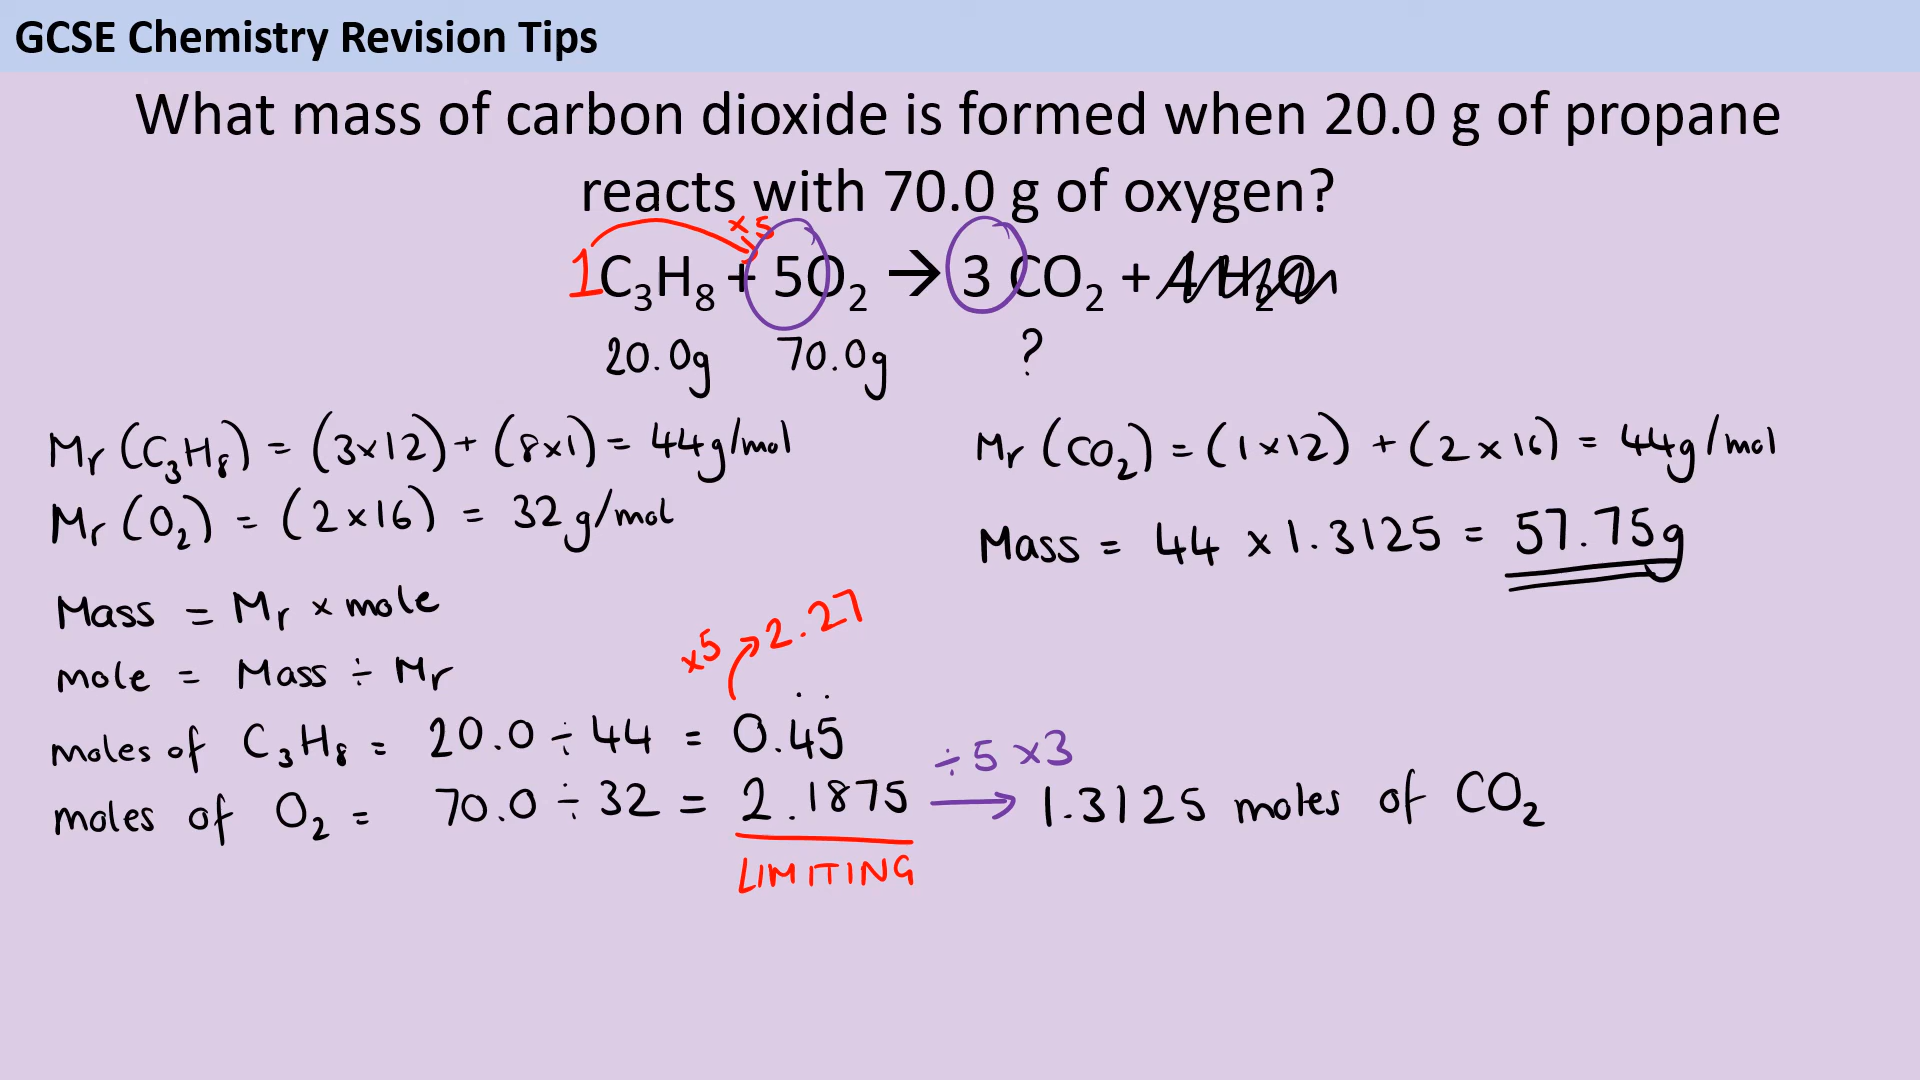 GCSE Chemistry Revision Tips
What mass of carbon dioxide is formed when 20.0 g of propane
reacts with 70.0 g of oxygen?
×5
1C₃H₈ + 5O₂ → 3 CO₂ + 4 H₂O
20.0g 70.0g ?
Mr (C₃H₈) = (3×12) + (8×1) = 44g/mol
Mr (O₂) = (2×16) = 32g/mol
Mass = Mr × mole
mole = Mass ÷ Mr
×5 2.27
moles of C₃H₈ = 20.0 ÷ 44 = 0.4̇5̇
moles of O₂ = 70.0 ÷ 32 = 2.1875 → 1.3125 moles of CO₂
÷5 ×3
LIMITING
Mr (CO₂) = (1×12) + (2×16) = 44g/mol
Mass = 44 × 1.3125 = 57.75g